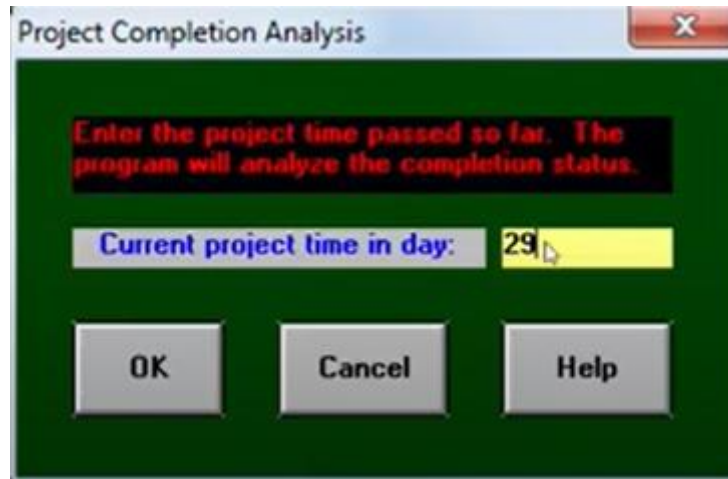 Project Completion Analysis
Enter the project time passed so far. The
program will analyze the completion status.
Current project time in day: 29
OK Cancel Help